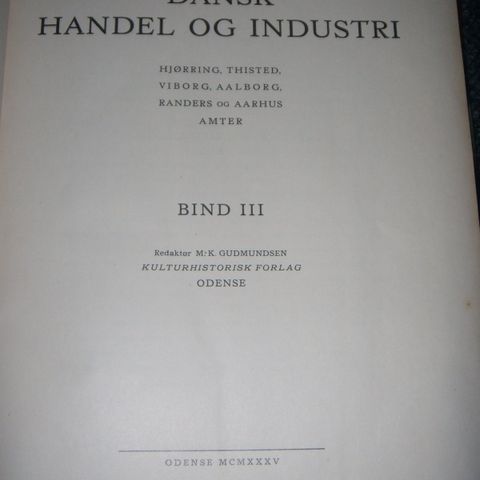 DANSK
HANDEL OG INDUSTRI
HJØRRING, THISTED,
VIBORG, AALBORG,
RANDERS OG AARHUS
AMTER
BIND III
Redaktør M. K. GUDMUNDSEN
KULTURHISTORISK FORLAG
ODENSE
ODENSE MCMXXXV